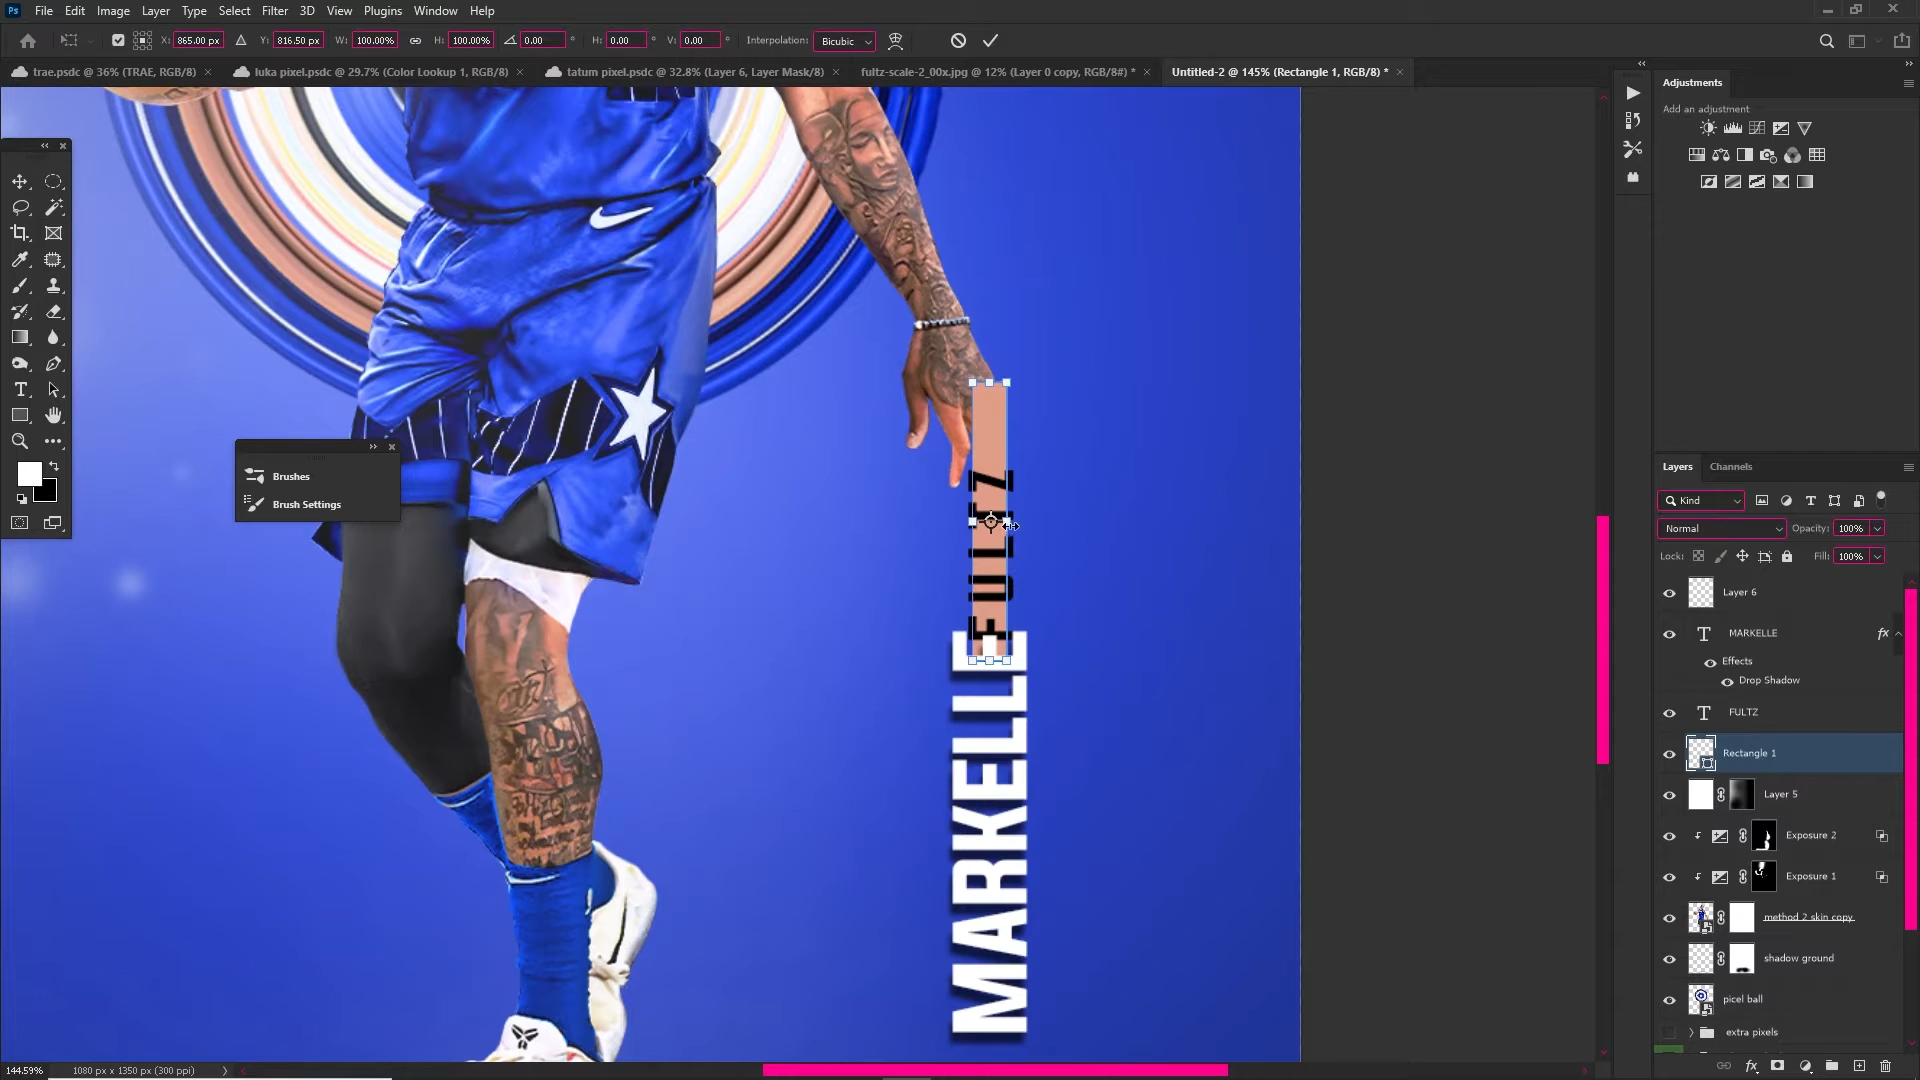 Ps File Edit Image Layer Type Select Filter 3D View Plugins Window Help
X: 865.00 px Y: 816.50 px W: 100.00% H: 100.00% 0.00 ° H: 0.00 ° V: 0.00 ° Interpolation: Bicubic
trae.psdc @ 36% (TRAE, RGB/8) × luka pixel.psdc @ 29.7% (Color Lookup 1, RGB/8) × tatum pixel.psdc @ 32.8% (Layer 6, Layer Mask/8) × fultz-scale-2_00x.jpg @ 12% (Layer 0 copy, RGB/8#) * × Untitled-2 @ 145% (Rectangle 1, RGB/8) * ×
Adjustments
Add an adjustment
Brushes
Brush Settings
FULTZ
MARKELLE
Layers Channels
Kind
Normal Opacity: 100%
Lock: Fill: 100%
Layer 6
MARKELLE fx
Effects
Drop Shadow
FULTZ
Rectangle 1
Layer 5
Exposure 2
Exposure 1
method 2 skin copy
shadow ground
picel ball
extra pixels
144.59% 1080 px x 1350 px (300 ppi)